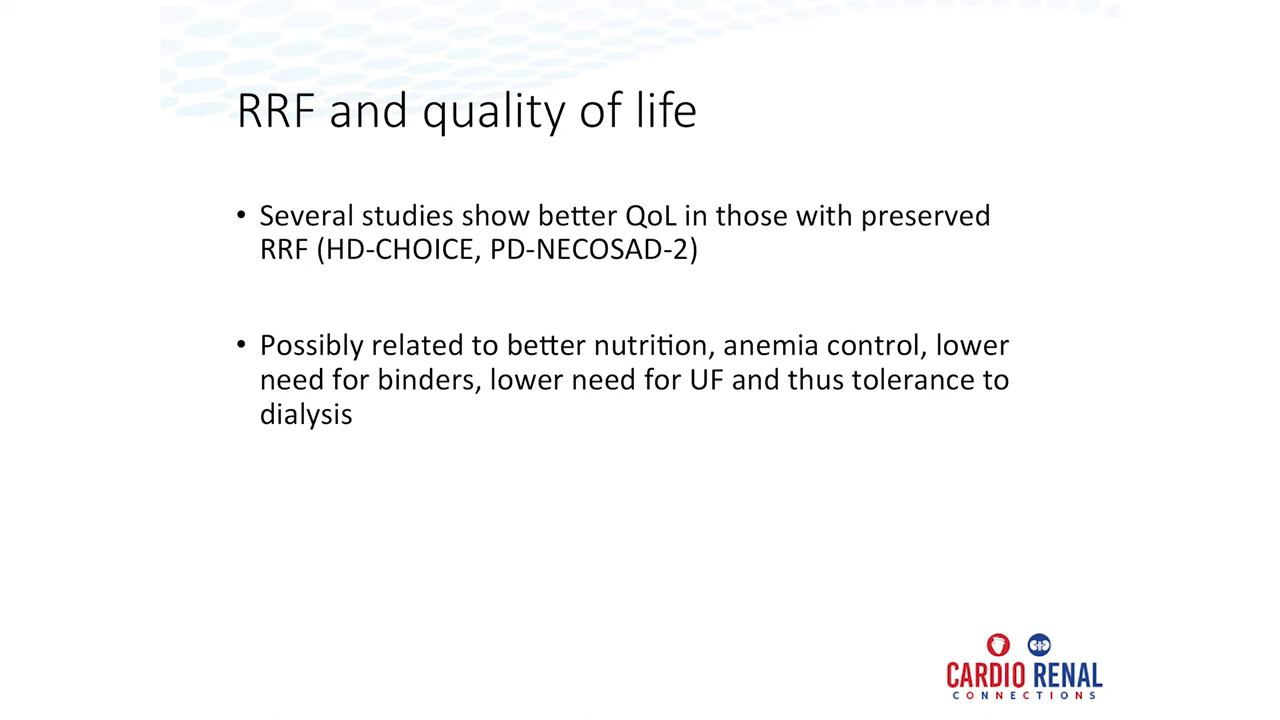 RRF and quality of life
• Several studies show better QoL in those with preserved
RRF (HD-CHOICE, PD-NECOSAD-2)
• Possibly related to better nutrition, anemia control, lower
need for binders, lower need for UF and thus tolerance to
dialysis
CARDIO RENAL
CONNECTIONS